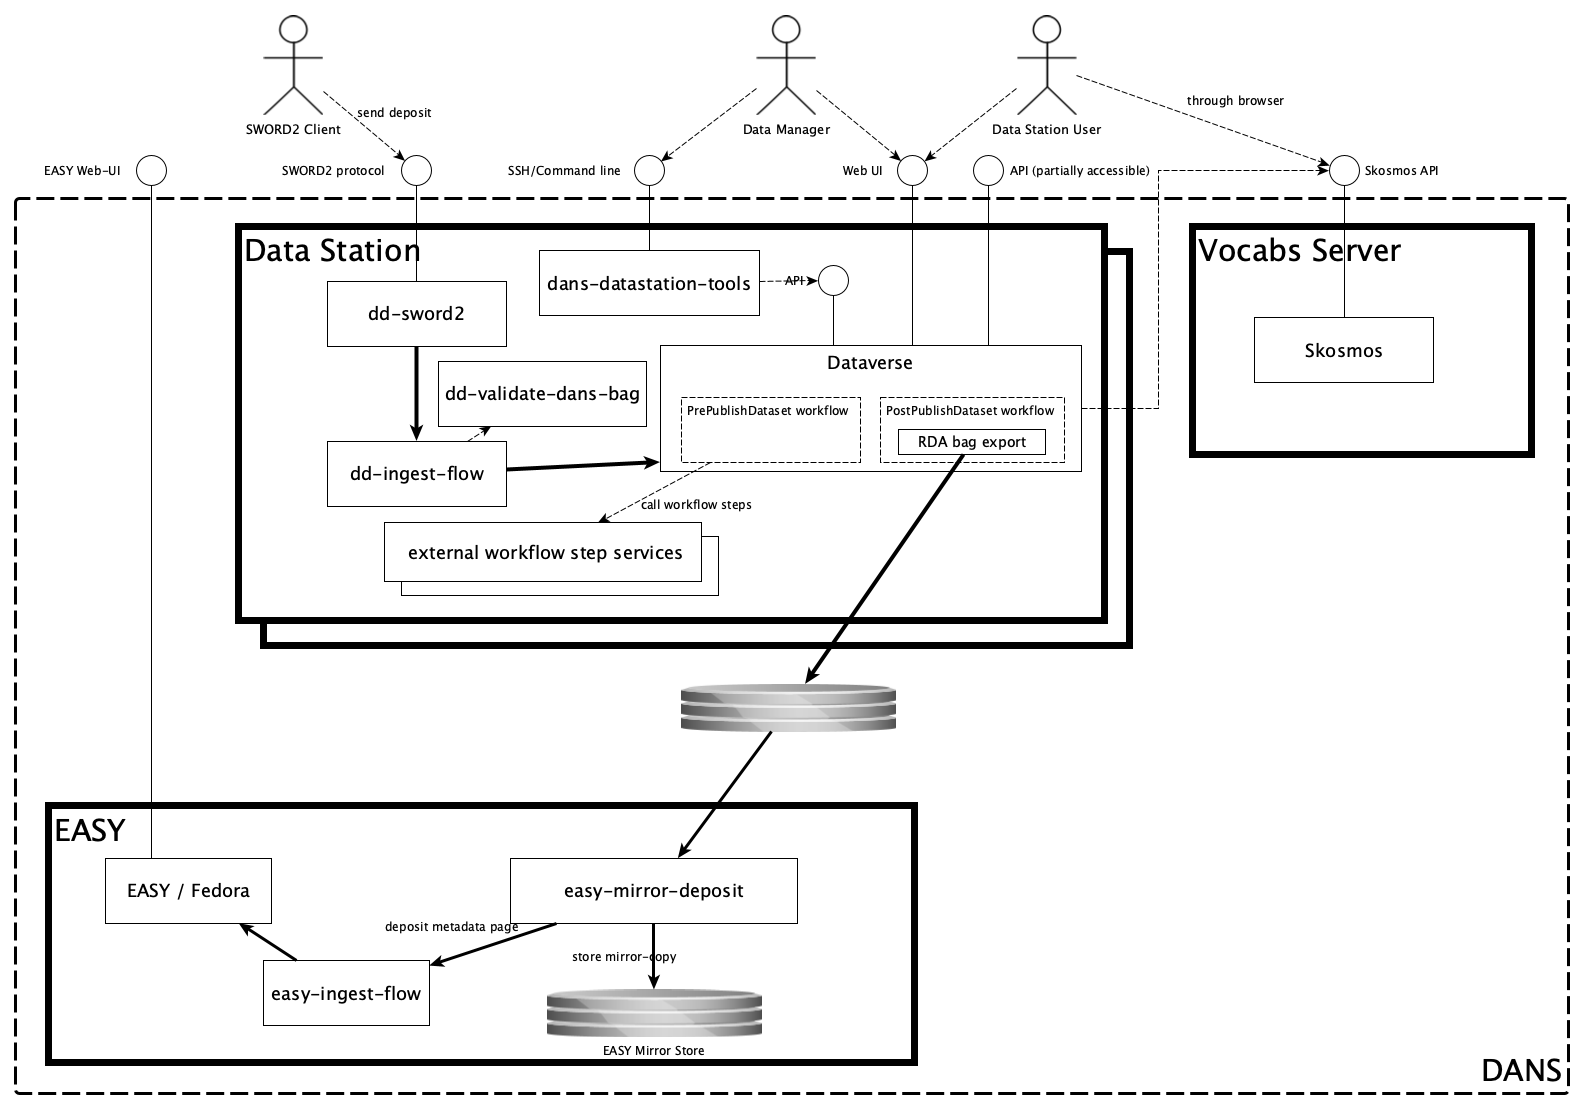 send deposit
through browser
SWORD2 Client
Data Manager
Data Station User
EASY Web-UI
SWORD2 protocol
SSH/Command line
Web UI
API (partially accessible)
Skosmos API
Data Station
Vocabs Server
dans-datastation-tools
API
dd-sword2
Skosmos
Dataverse
dd-validate-dans-bag
PrePublishDataset workflow
PostPublishDataset workflow
RDA bag export
dd-ingest-flow
call workflow steps
external workflow step services
EASY
EASY / Fedora
easy-mirror-deposit
deposit metadata page
store mirror-copy
easy-ingest-flow
EASY Mirror Store
DANS